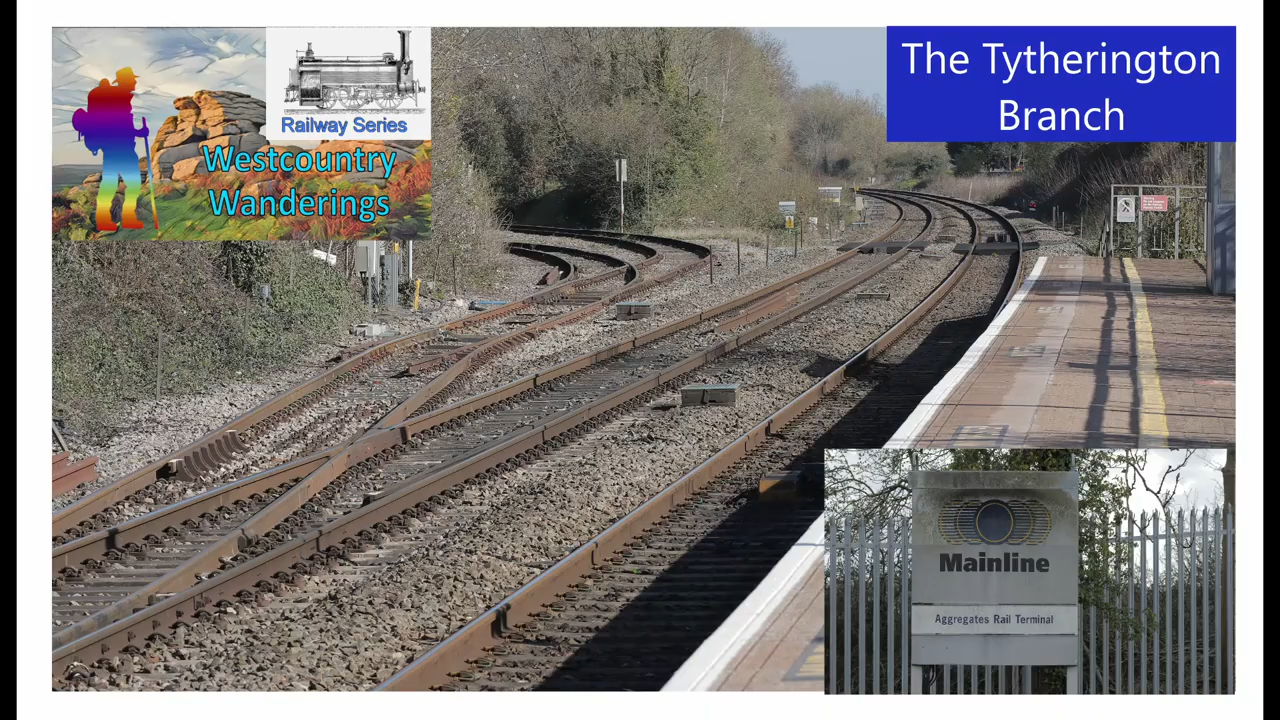 Railway Series
Westcountry
Wanderings
The Tytherington
Branch
Mainline
Aggregates Rail Terminal